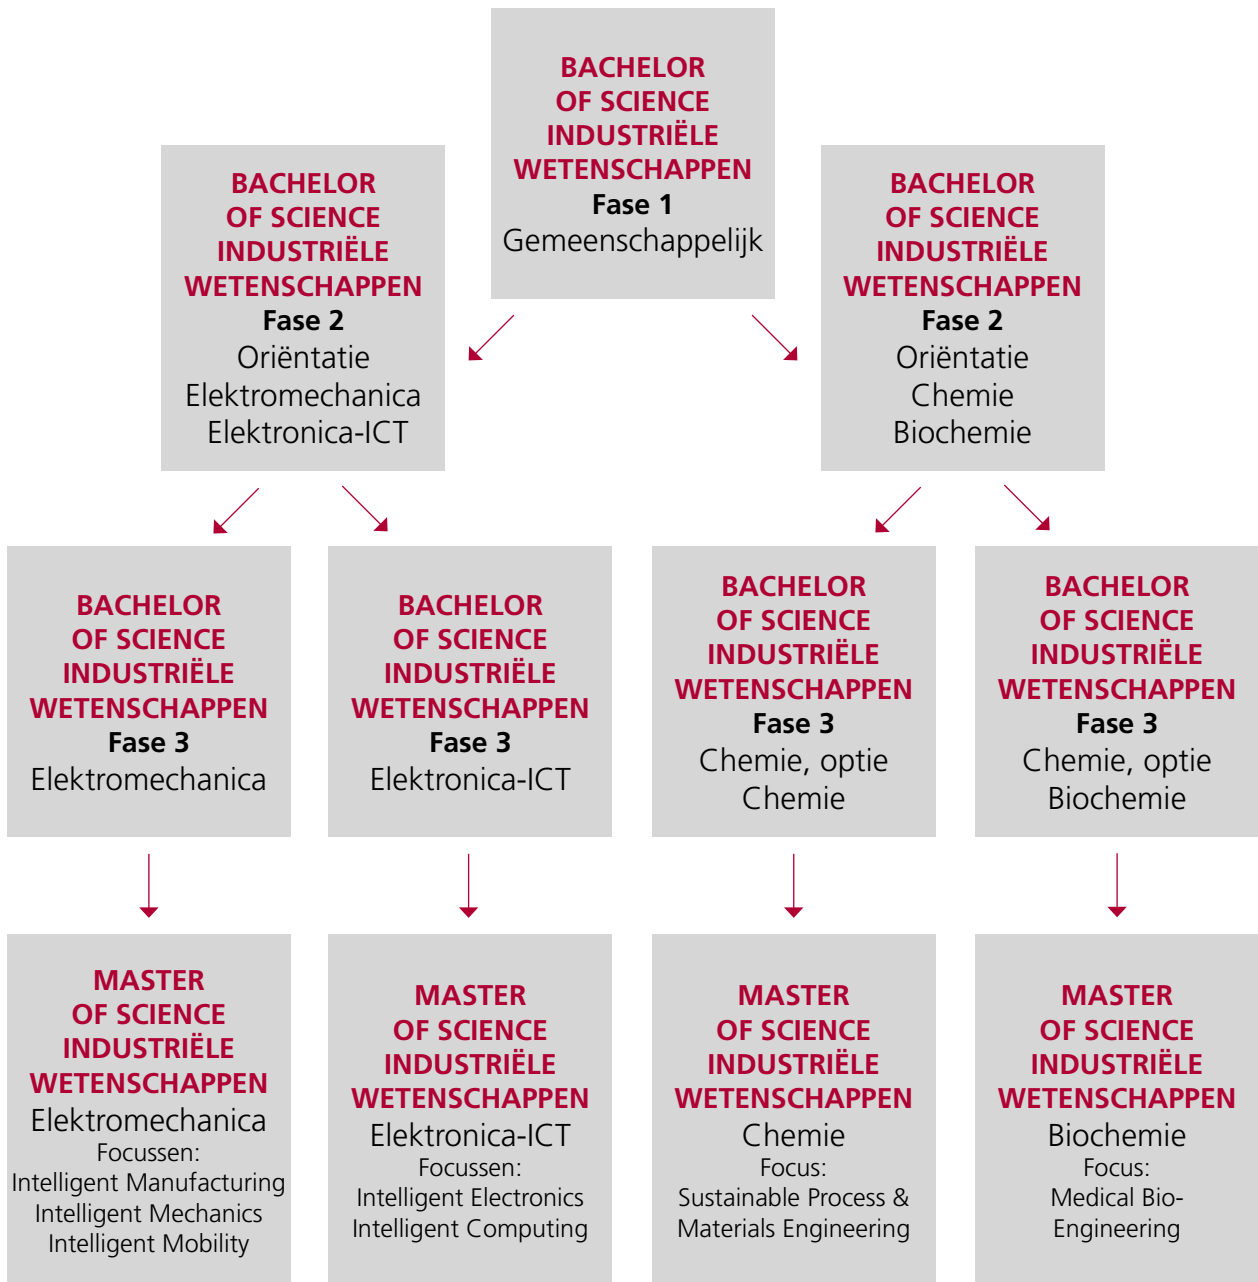 BACHELOR
OF SCIENCE
INDUSTRIËLE
WETENSCHAPPEN
Fase 1
Gemeenschappelijk
BACHELOR
OF SCIENCE
INDUSTRIËLE
WETENSCHAPPEN
Fase 2
Oriëntatie
Elektromechanica
Elektronica-ICT
BACHELOR
OF SCIENCE
INDUSTRIËLE
WETENSCHAPPEN
Fase 2
Oriëntatie
Chemie
Biochemie
BACHELOR
OF SCIENCE
INDUSTRIËLE
WETENSCHAPPEN
Fase 3
Elektromechanica
BACHELOR
OF SCIENCE
INDUSTRIËLE
WETENSCHAPPEN
Fase 3
Elektronica-ICT
BACHELOR
OF SCIENCE
INDUSTRIËLE
WETENSCHAPPEN
Fase 3
Chemie, optie
Chemie
BACHELOR
OF SCIENCE
INDUSTRIËLE
WETENSCHAPPEN
Fase 3
Chemie, optie
Biochemie
MASTER
OF SCIENCE
INDUSTRIËLE
WETENSCHAPPEN
Elektromechanica
Focussen:
Intelligent Manufacturing
Intelligent Mechanics
Intelligent Mobility
MASTER
OF SCIENCE
INDUSTRIËLE
WETENSCHAPPEN
Elektronica-ICT
Focussen:
Intelligent Electronics
Intelligent Computing
MASTER
OF SCIENCE
INDUSTRIËLE
WETENSCHAPPEN
Chemie
Focus:
Sustainable Process &
Materials Engineering
MASTER
OF SCIENCE
INDUSTRIËLE
WETENSCHAPPEN
Biochemie
Focus:
Medical Bio-
Engineering